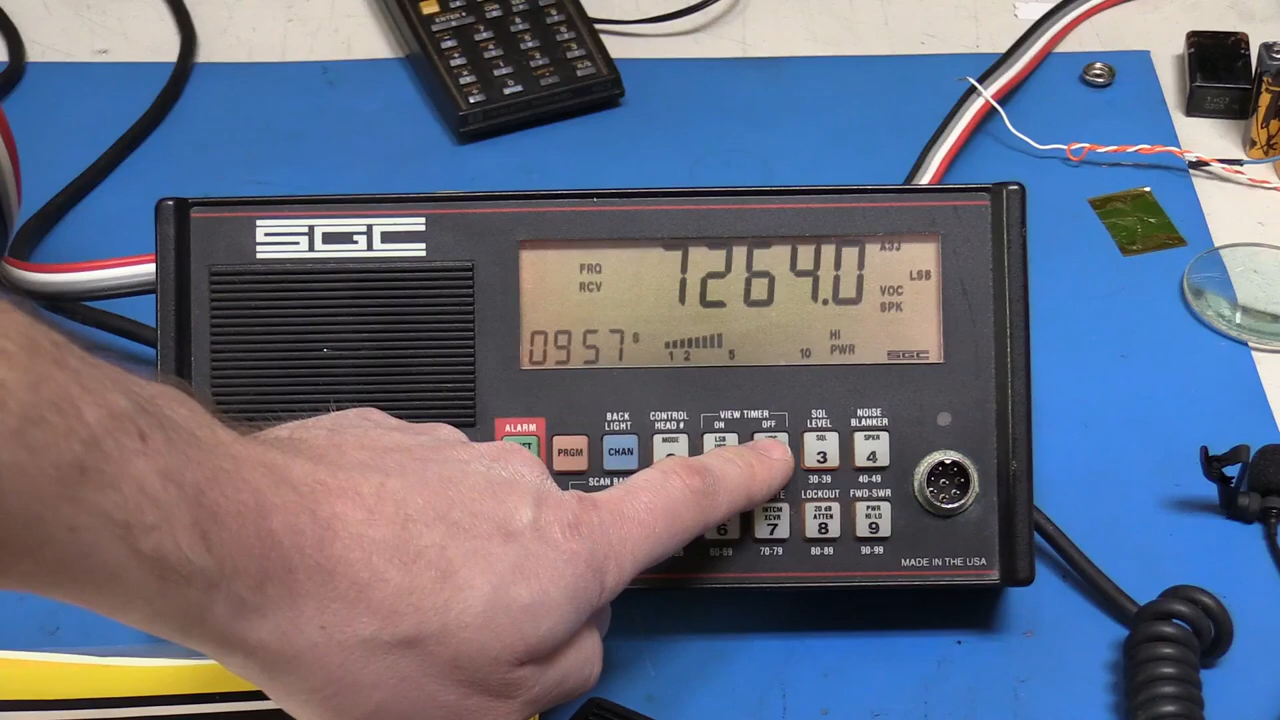 ENTER
SGC
FRQ
RCV
7264.0
A3J
LSB
VOC
SPK
0957 S
1 2 5 10
HI
PWR
SGC
VIEW TIMER
ALARM
BACK
LIGHT
CONTROL
HEAD #
ON
OFF
SQL
LEVEL
NOISE
BLANKER
PRGM
CHAN
MODE
LSB
SQL
3
SPKR
4
SCAN
30-39
40-49
LOCKOUT
FWD-SWR
6
INTCM
XCVR
7
20 dB
ATTEN
8
PWR
HI/LO
9
60-69
70-79
80-89
90-99
MADE IN THE USA